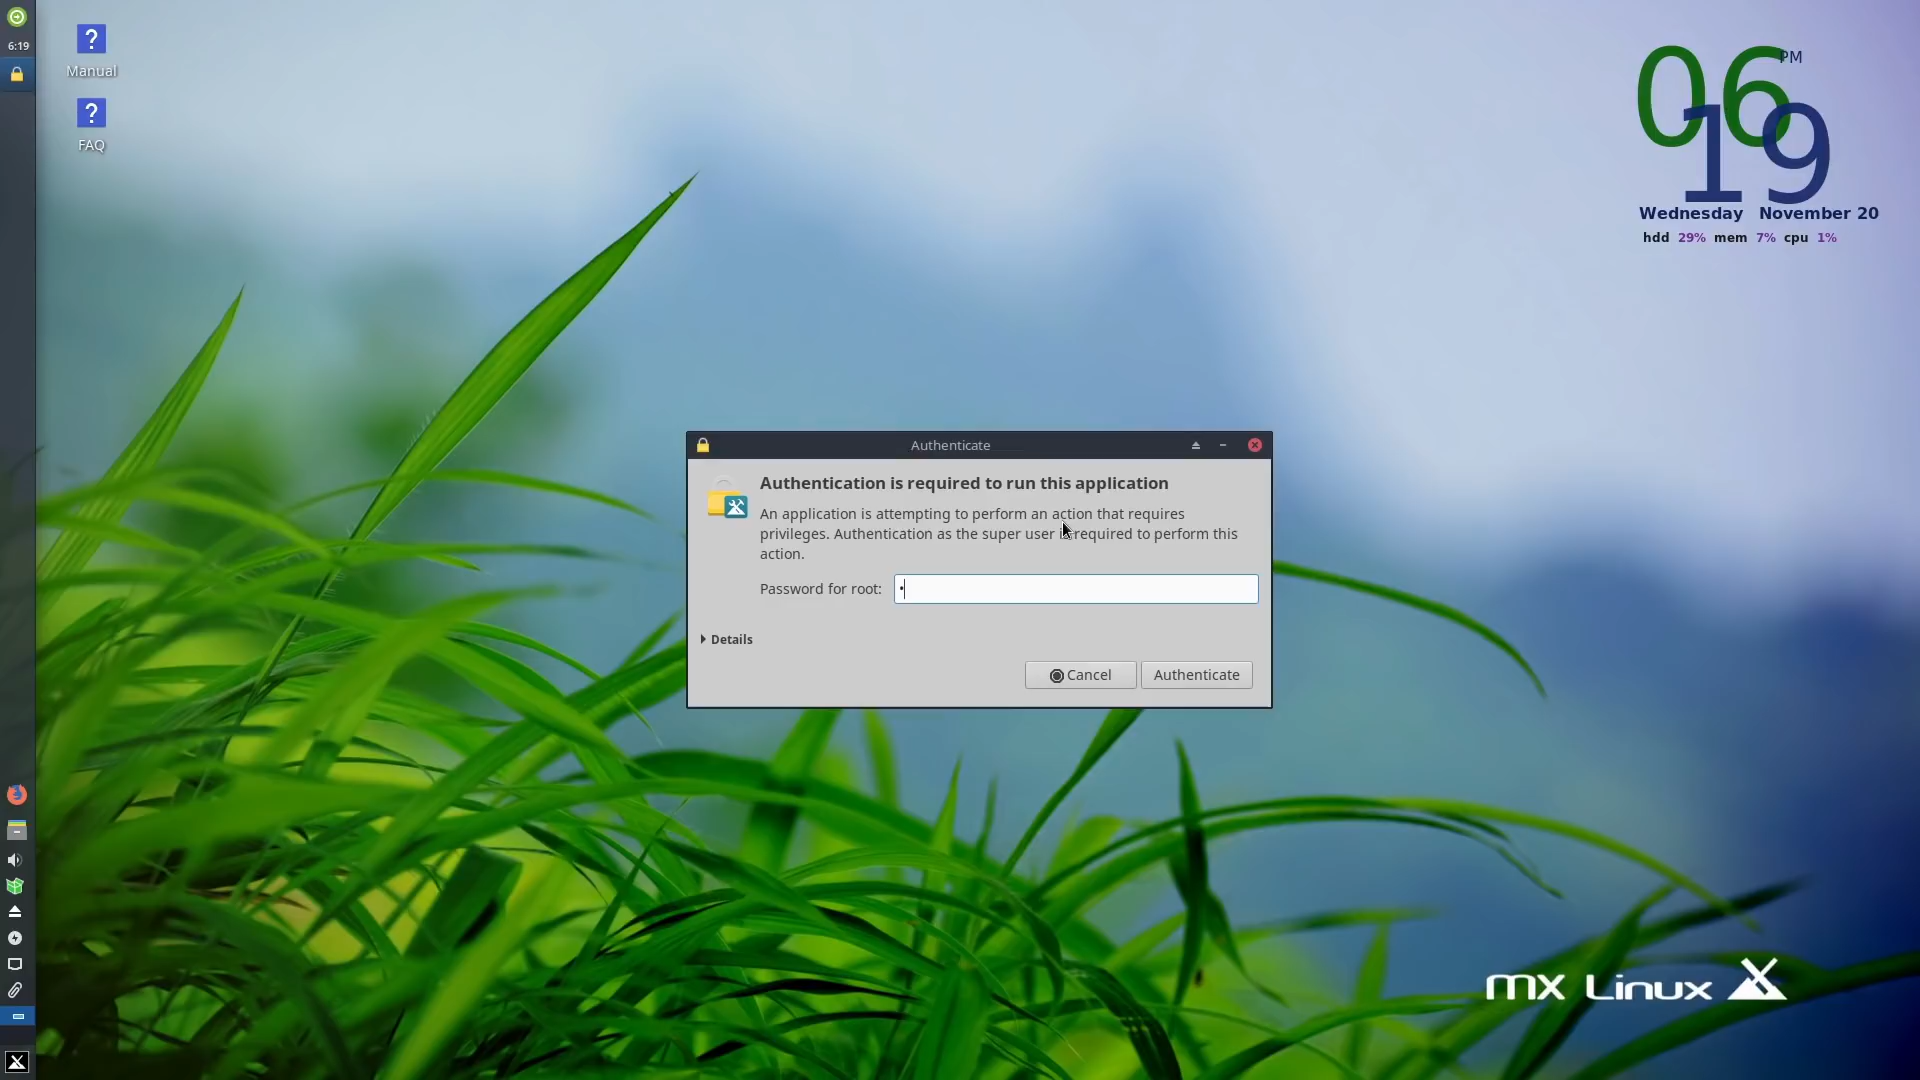 6:19
Manual
FAQ
06 PM
19
Wednesday November 20
hdd 29% mem 7% cpu 1%
Authenticate
Authentication is required to run this application
An application is attempting to perform an action that requires
privileges. Authentication as the super user is required to perform this
action.
Password for root: •
Details
Cancel Authenticate
mx Linux